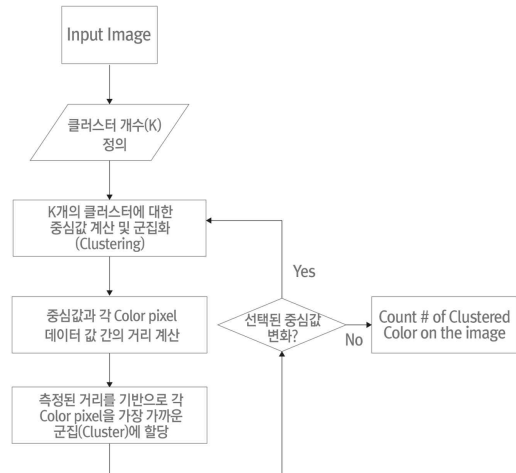 Input Image
클러스터 개수(K)
정의
K개의 클러스터에 대한
중심값 계산 및 군집화
(Clustering)
중심값과 각 Color pixel
데이터 값 간의 거리 계산
측정된 거리를 기반으로 각
Color pixel을 가장 가까운
군집(Cluster)에 할당
선택된 중심값
변화?
Yes
No
Count # of Clustered
Color on the image